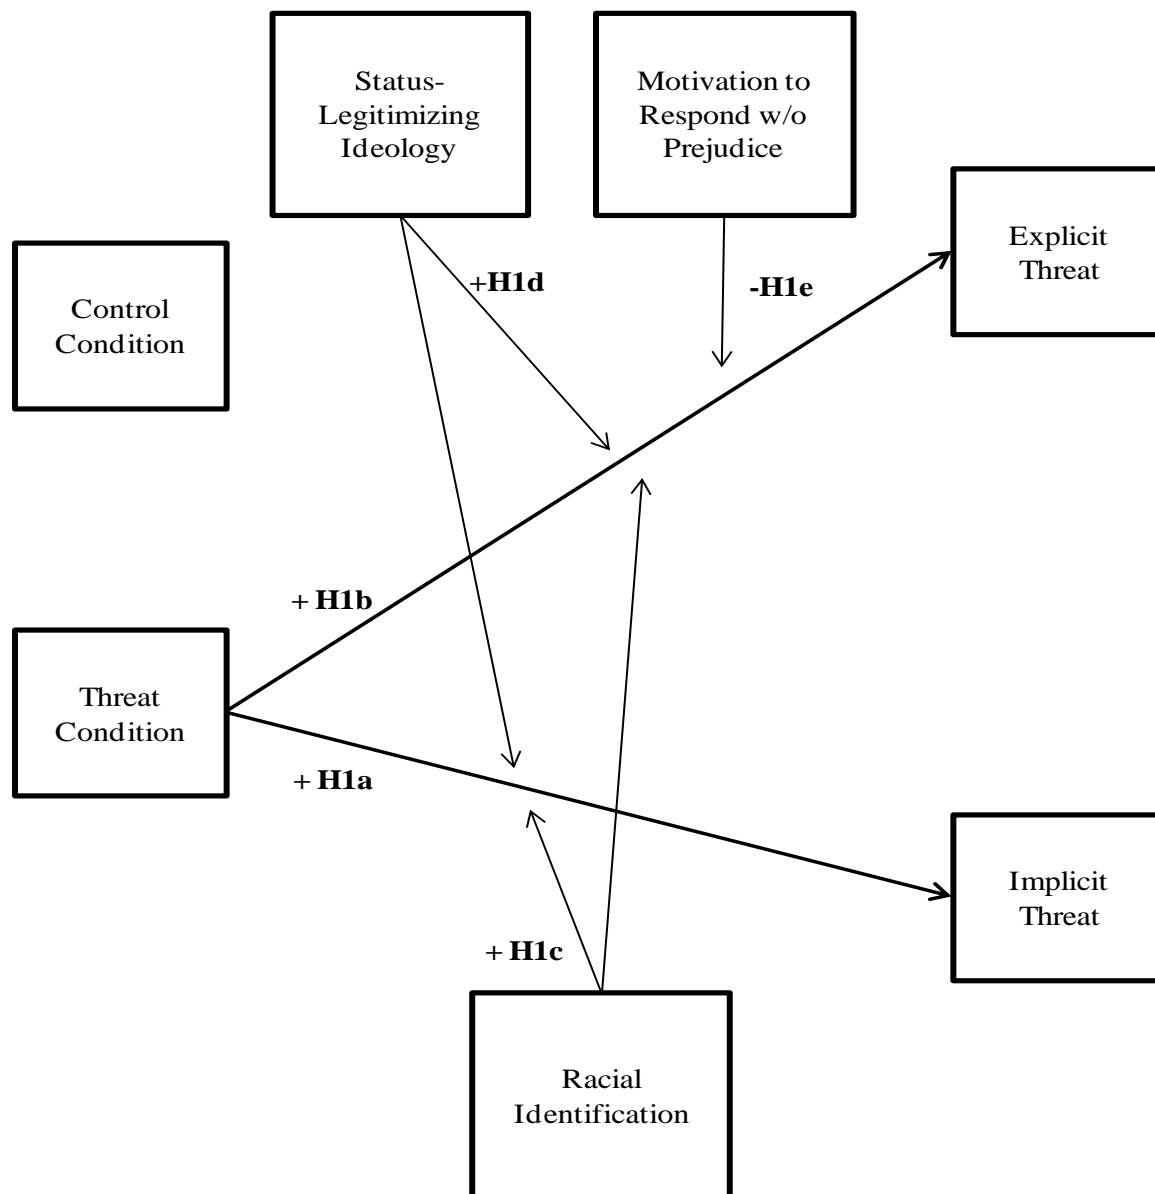 Status-
Legitimizing
Ideology
Motivation to
Respond w/o
Prejudice
Explicit
Threat
+H1d
-H1e
Control
Condition
+ H1b
Threat
Condition
+ H1a
Implicit
Threat
+ H1c
Racial
Identification